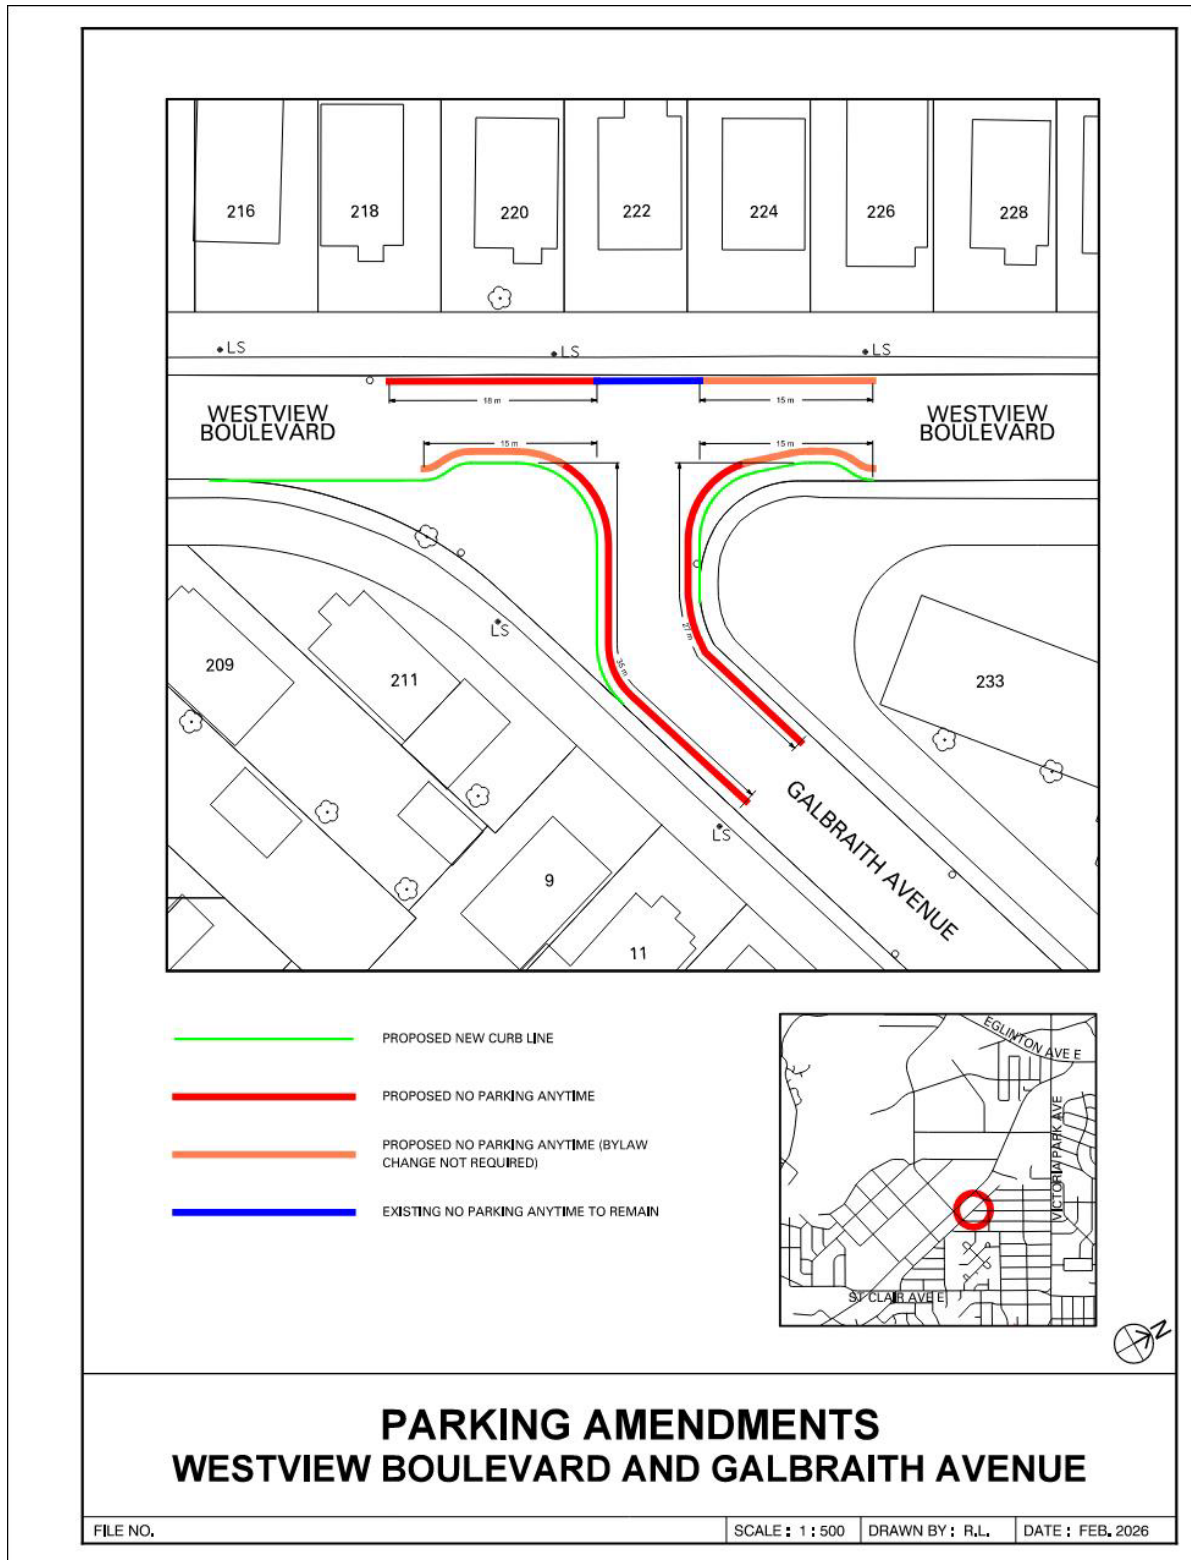 216
218
220
222
224
226
228
LS
LS
LS
18 m
15 m
WESTVIEW
BOULEVARD
WESTVIEW
BOULEVARD
15 m
15 m
LS
27 m
35 m
209
211
233
GALBRAITH AVENUE
LS
9
11
PROPOSED NEW CURB LINE
PROPOSED NO PARKING ANYTIME
PROPOSED NO PARKING ANYTIME (BYLAW
CHANGE NOT REQUIRED)
EXISTING NO PARKING ANYTIME TO REMAIN
EGLINTON AVE E
VICTORIA PARK AVE
ST CLAIR AVE E
N
PARKING AMENDMENTS
WESTVIEW BOULEVARD AND GALBRAITH AVENUE
FILE NO.
SCALE : 1 : 500
DRAWN BY : R.L.
DATE : FEB. 2026